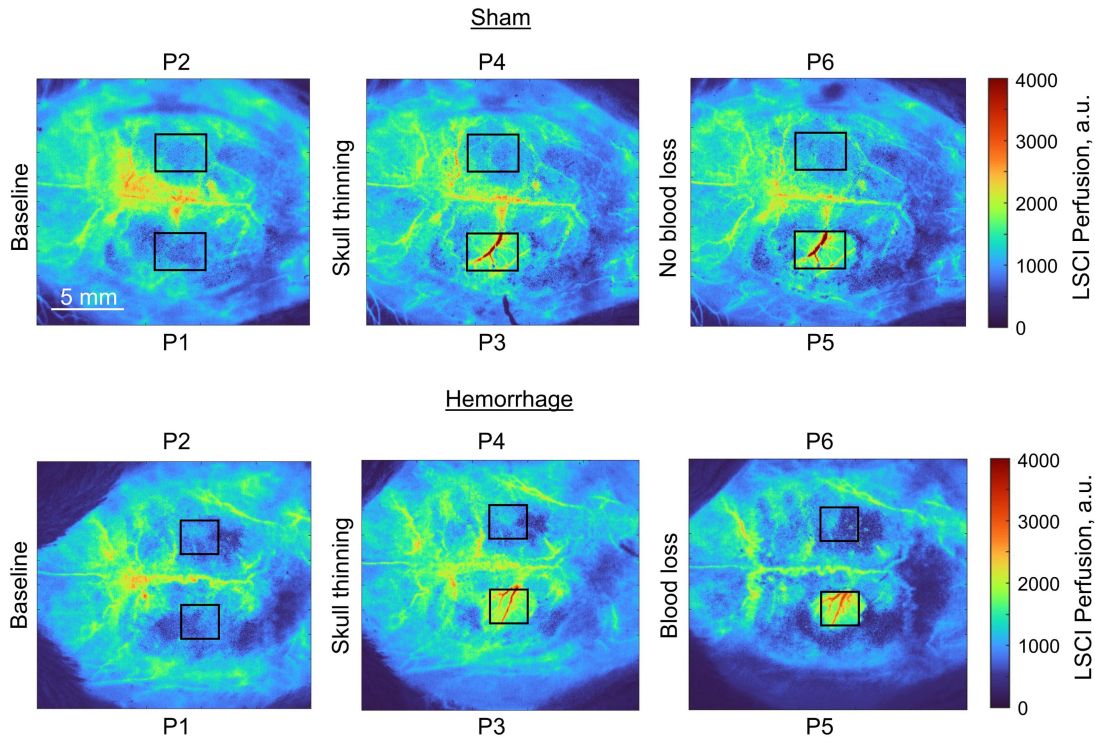 Sham
P2
P4
P6
Baseline
Skull thinning
No blood loss
5 mm
P1
P3
P5
4000
3000
2000
1000
0
LSCI Perfusion, a.u.
Hemorrhage
P2
P4
P6
Baseline
Skull thinning
Blood loss
P1
P3
P5
4000
3000
2000
1000
0
LSCI Perfusion, a.u.